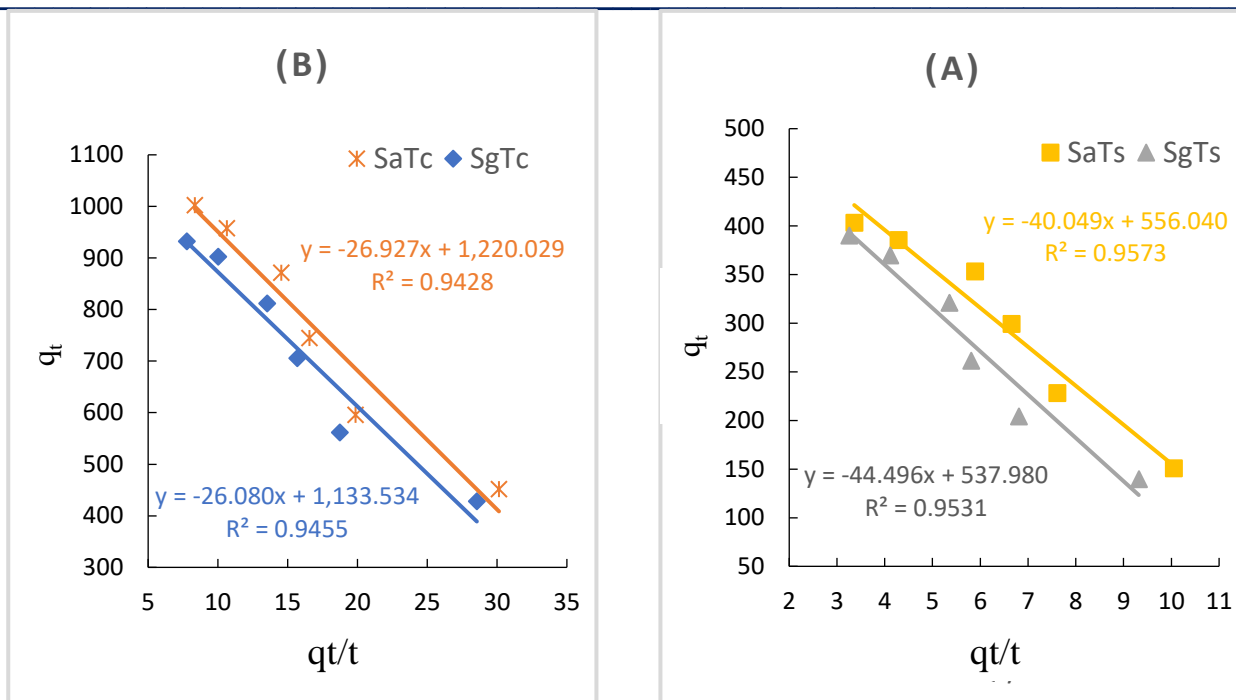 (B)
SaTc SgTc
1100
1000
900
800
700
600
500
400
300
qt
y = -26.927x + 1,220.029
R² = 0.9428
y = -26.080x + 1,133.534
R² = 0.9455
5 10 15 20 25 30 35
qt/t
(A)
SaTs SgTs
500
450
400
350
300
250
200
150
100
50
qt
y = -40.049x + 556.040
R² = 0.9573
y = -44.496x + 537.980
R² = 0.9531
2 3 4 5 6 7 8 9 10 11
qt/t